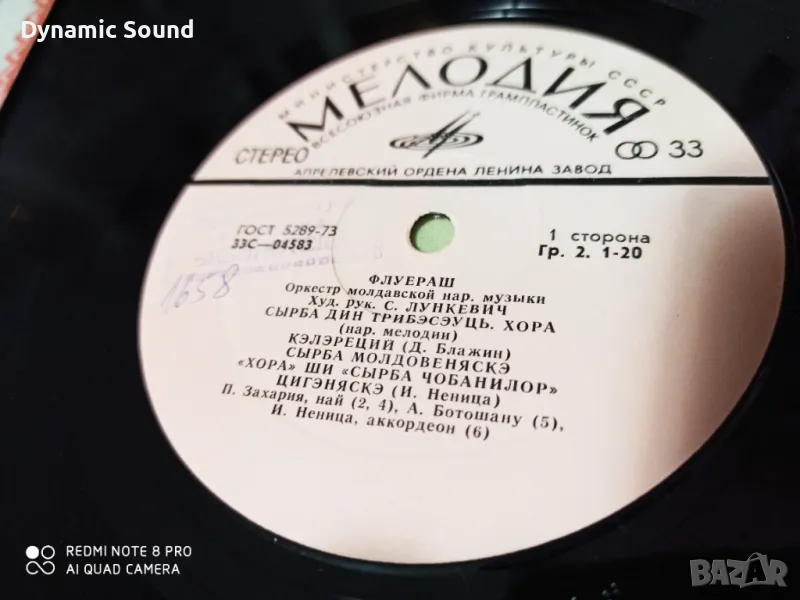 Dynamic Sound
МИНИСТЕРСТВО КУЛЬТУРЫ СССР
МЕЛОДИЯ
ВСЕСОЮЗНАЯ ФИРМА ГРАМПЛАСТИНОК
СТЕРЕО
33
АПРЕЛЕВСКИЙ ОРДЕНА ЛЕНИНА ЗАВОД
ГОСТ 5289-73
33С—04583
1 сторона
Гр. 2. 1-20
1658
ФЛУЕРАШ
Оркестр молдавской нар. музыки
Худ. рук. С. ЛУНКЕВИЧ
СЫРБА ДИН ТРИБЭСЭУЦЬ. ХОРА
(нар. мелодии)
КЭЛЭРЕЦИЙ (Д. Блажин)
СЫРБА МОЛДОВЕНЯСКЭ
«ХОРА» ШИ «СЫРБА ЧОБАНИЛОР»
ЦИГЭНЯСКЭ (И. Неница)
П. Захария, най (2, 4), А. Ботошану (5),
И. Неница, аккордеон (6)
REDMI NOTE 8 PRO
AI QUAD CAMERA
BAZAR